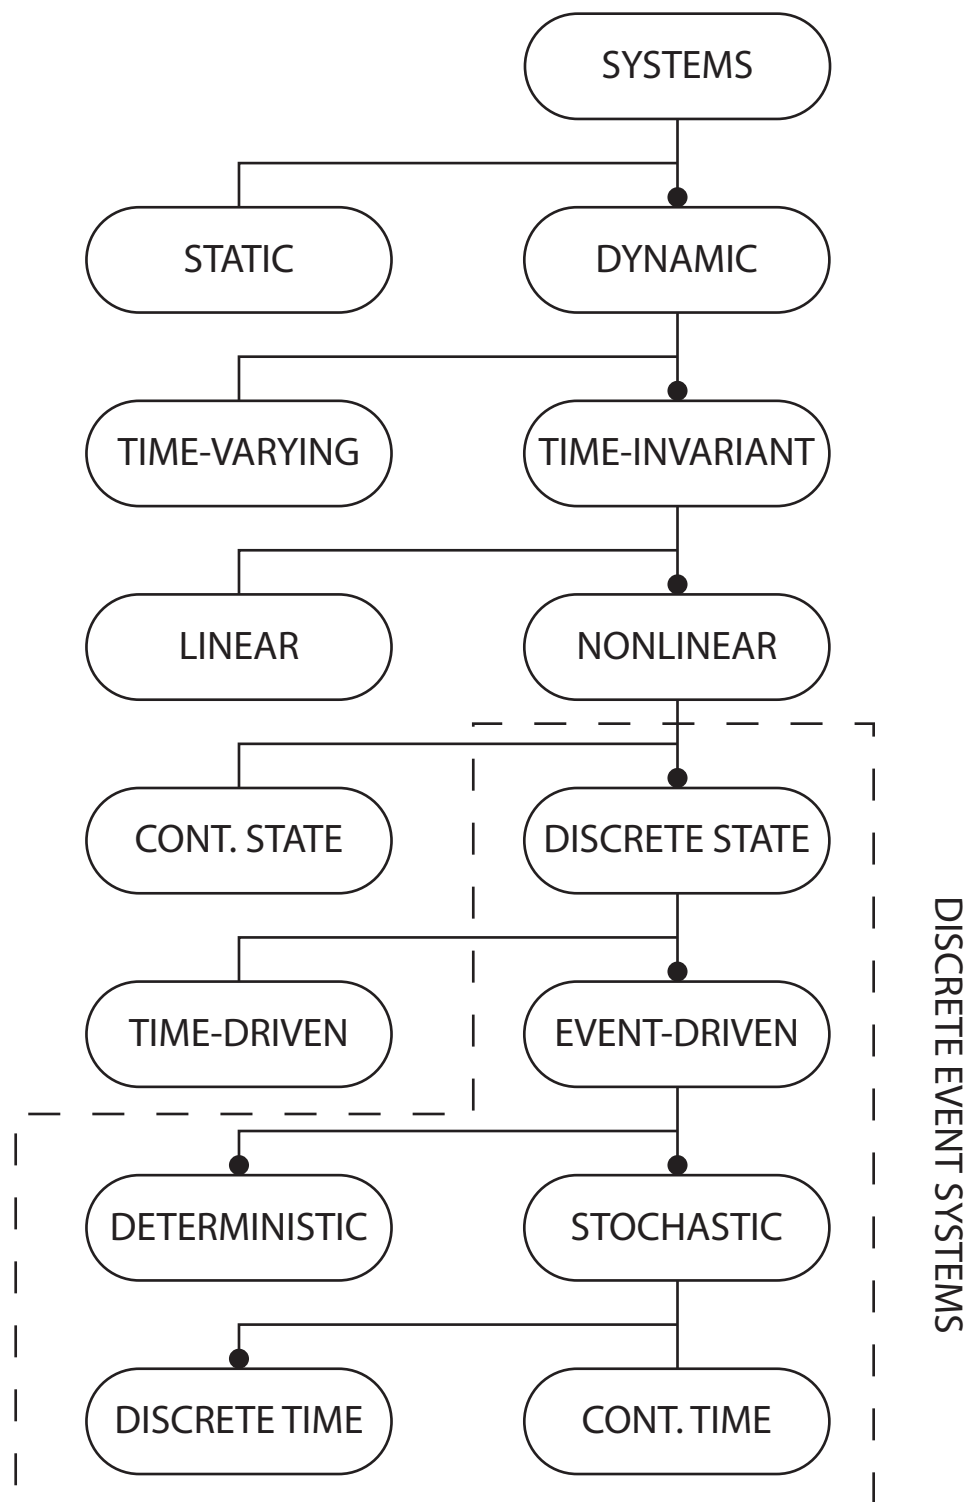 SYSTEMS
STATIC
DYNAMIC
TIME-VARYING
TIME-INVARIANT
LINEAR
NONLINEAR
CONT. STATE
DISCRETE STATE
TIME-DRIVEN
EVENT-DRIVEN
DETERMINISTIC
STOCHASTIC
DISCRETE TIME
CONT. TIME
DISCRETE EVENT SYSTEMS